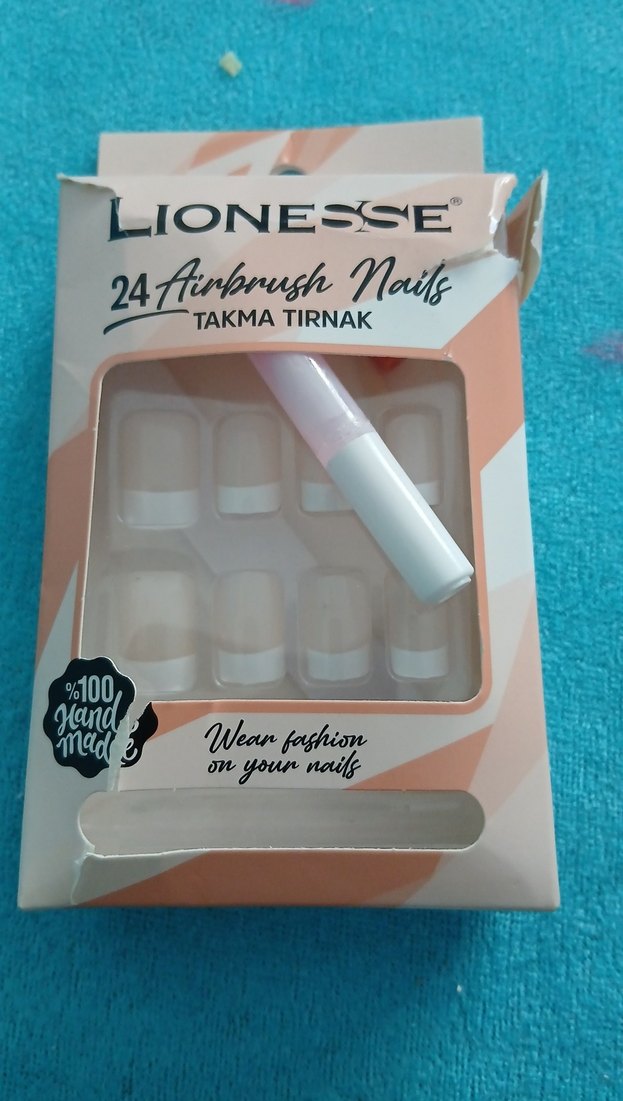 LIONESSE®
24 Airbrush Nails
TAKMA TIRNAK
%100
Hand
made
Wear fashion
on your nails